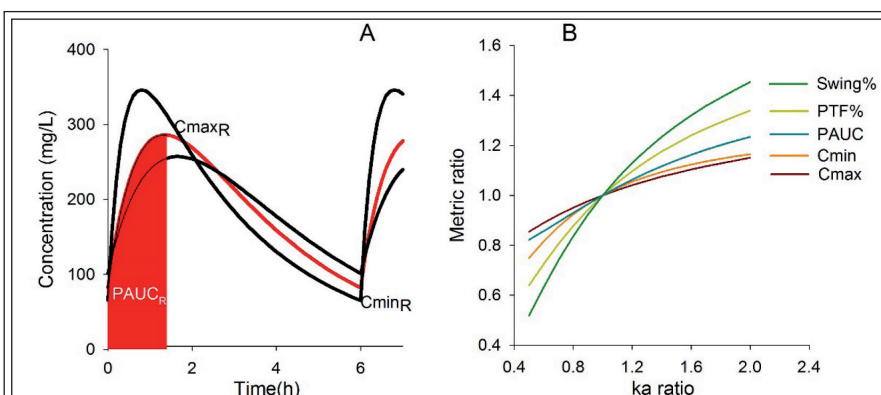 A
400
300
200
100
0
Concentration (mg/L)
CmaxR
PAUCR
CminR
0
2
4
6
Time(h)
B
1.6
1.4
1.2
1.0
0.8
0.6
0.4
Metric ratio
Swing%
PTF%
PAUC
Cmin
Cmax
0.4
0.8
1.2
1.6
2.0
2.4
ka ratio